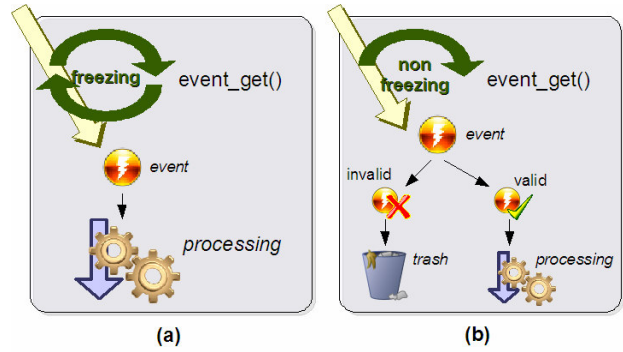 freezing
event_get()
event
processing
(a)
non
freezing
event_get()
event
invalid
valid
trash
processing
(b)